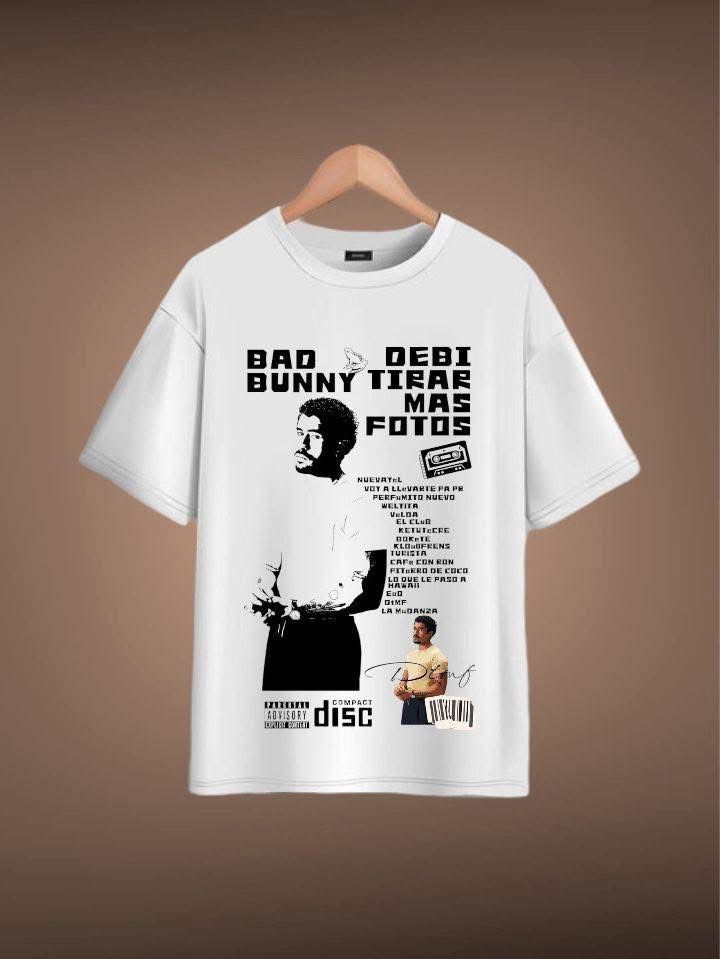 BAD
BUNNY
DEBI
TIRAR
MAS
FOTOS
NUEVAYoL
VOY A LLeVARTE PA PR
PERFuMITO NUEVO
WELTITA
VeLDA
EL CLuB
KETUTeCRE
BOKeTE
KLOuFRENS
TURISTA
CAFe CON RON
PIToRRO DE COCO
LO QUE LE PASO A
HAWAii
EoO
DtMF
LA MuDANZA
Dtmf
PARENTAL
ADVISORY
EXPLICIT CONTENT
COMPACT
disc